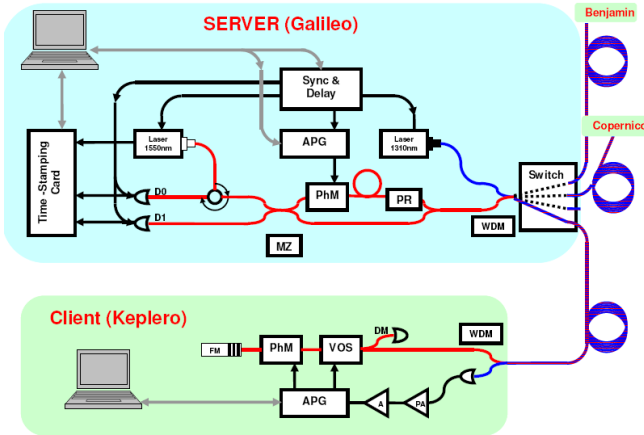 Benjamin
SERVER (Galileo)
Sync &
Delay
Copernico
Laser
1550nm
APG
Laser
1310nm
Time -Stamping
Card
Switch
D0
PhM
PR
D1
WDM
MZ
Client (Keplero)
DM
WDM
FM
PhM
VOS
APG
A
PA